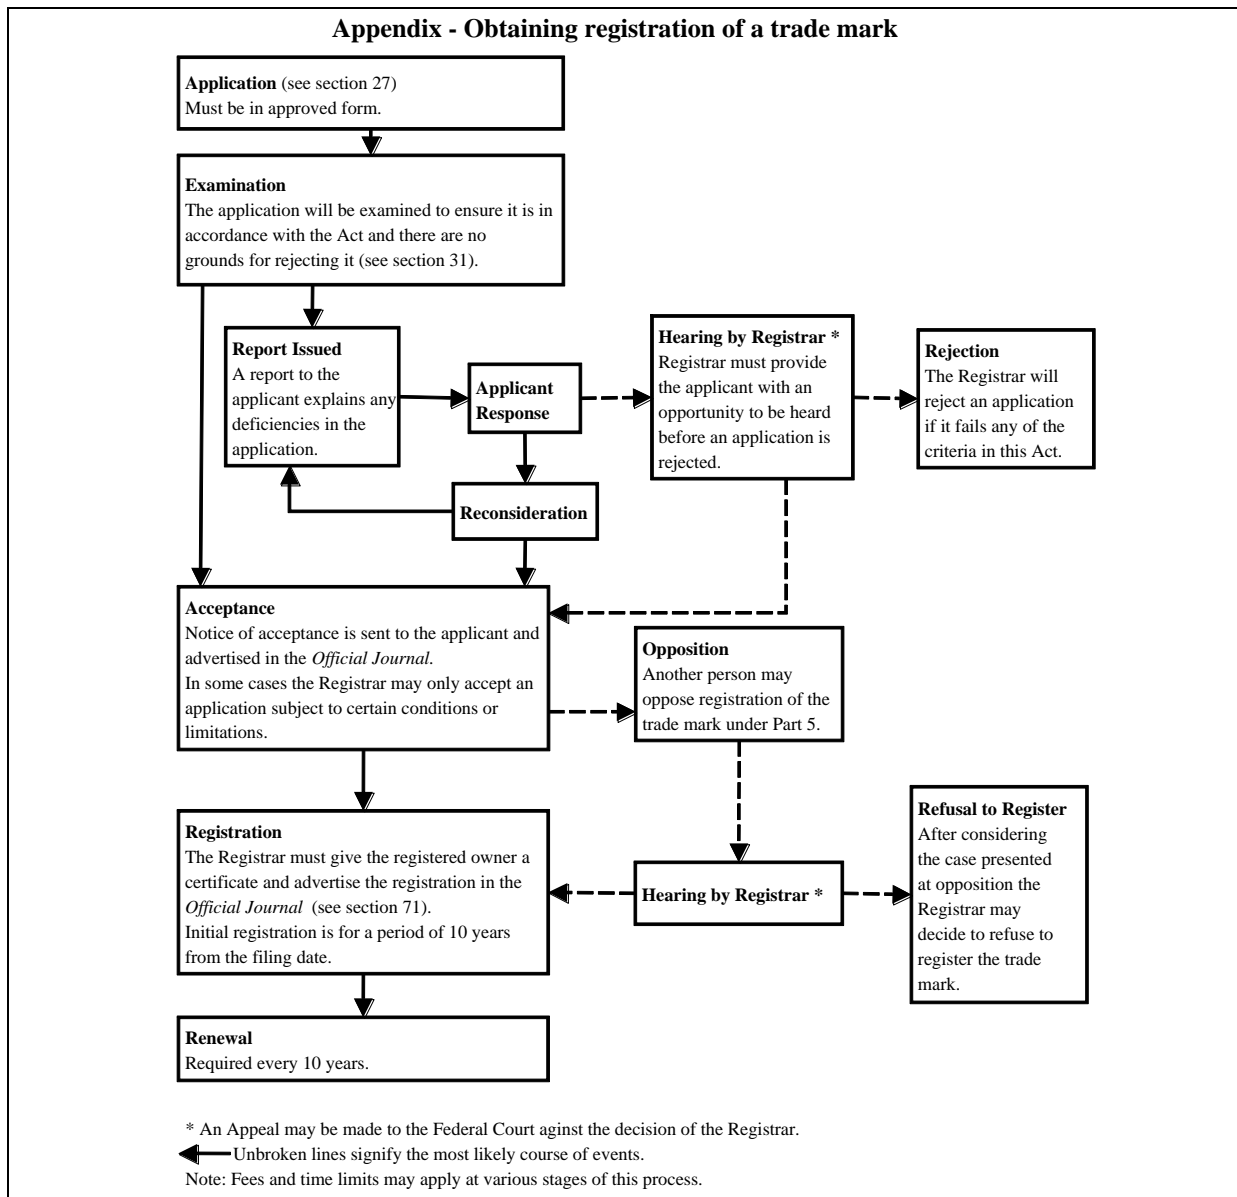 Appendix - Obtaining registration of a trade mark
Application (see section 27)
Must be in approved form.
Examination
The application will be examined to ensure it is in
accordance with the Act and there are no
grounds for rejecting it (see section 31).
Report Issued
A report to the
applicant explains any
deficiencies in the
application.
Applicant
Response
Hearing by Registrar *
Registrar must provide
the applicant with an
opportunity to be heard
before an application is
rejected.
Rejection
The Registrar will
reject an application
if it fails any of the
criteria in this Act.
Reconsideration
Acceptance
Notice of acceptance is sent to the applicant and
advertised in the Official Journal.
In some cases the Registrar may only accept an
application subject to certain conditions or
limitations.
Opposition
Another person may
oppose registration of the
trade mark under Part 5.
Registration
The Registrar must give the registered owner a
certificate and advertise the registration in the
Official Journal (see section 71).
Initial registration is for a period of 10 years
from the filing date.
Hearing by Registrar *
Refusal to Register
After considering
the case presented
at opposition the
Registrar may
decide to refuse to
register the trade
mark.
Renewal
Required every 10 years.
* An Appeal may be made to the Federal Court aginst the decision of the Registrar.
Unbroken lines signify the most likely course of events.
Note: Fees and time limits may apply at various stages of this process.